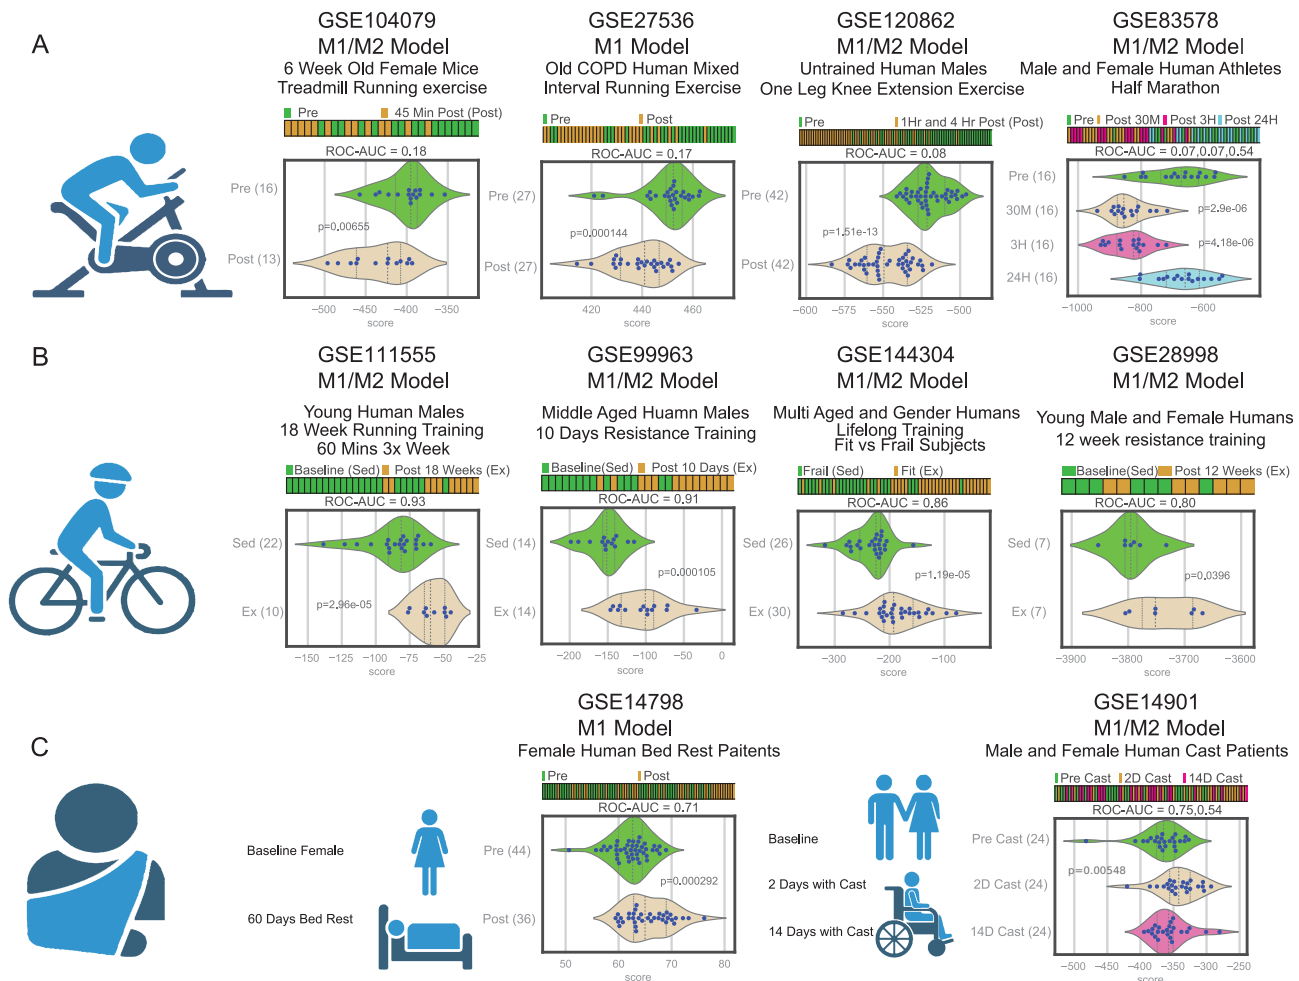 A
GSE104079
M1/M2 Model
6 Week Old Female Mice
Treadmill Running exercise
Pre 45 Min Post (Post)
ROC-AUC = 0.18
Pre (16)
p=0.00655
Post (13)
−500 −450 −400 −350
score
GSE27536
M1 Model
Old COPD Human Mixed
Interval Running Exercise
Pre Post
ROC-AUC = 0.17
Pre (27)
p=0.000144
Post (27)
420 440 460
score
GSE120862
M1/M2 Model
Untrained Human Males
One Leg Knee Extension Exercise
Pre 1Hr and 4 Hr Post (Post)
ROC-AUC = 0.08
Pre (42)
p=1.51e-13
Post (42)
−600 −575 −550 −525 −500
score
GSE83578
M1/M2 Model
Male and Female Human Athletes
Half Marathon
Pre Post 30M Post 3H Post 24H
ROC-AUC = 0.07,0.07,0.54
Pre (16)
30M (16)
p=2.9e-06
3H (16)
p=4.18e-06
24H (16)
−1000 −800 −600
score
B
GSE111555
M1/M2 Model
Young Human Males
18 Week Running Training
60 Mins 3x Week
Baseline(Sed) Post 18 Weeks (Ex)
ROC-AUC = 0.93
Sed (22)
p=2.96e-05
Ex (10)
−150 −125 −100 −75 −50 −25
score
GSE99963
M1/M2 Model
Middle Aged Huamn Males
10 Days Resistance Training
Baseline(Sed) Post 10 Days (Ex)
ROC-AUC = 0.91
Sed (14)
p=0.000105
Ex (14)
−200 −150 −100 −50 0
score
GSE144304
M1/M2 Model
Multi Aged and Gender Humans
Lifelong Training
Fit vs Frail Subjects
Frail (Sed) Fit (Ex)
ROC-AUC = 0.86
Sed (26)
p=1.19e-05
Ex (30)
−300 −200 −100
score
GSE28998
M1/M2 Model
Young Male and Female Humans
12 week resistance training
Baseline(Sed) Post 12 Weeks (Ex)
ROC-AUC = 0.80
Sed (7)
p=0.0396
Ex (7)
−3900 −3800 −3700 −3600
score
C
Baseline Female
60 Days Bed Rest
GSE14798
M1 Model
Female Human Bed Rest Paitents
Pre Post
ROC-AUC = 0.71
Pre (44)
p=0.000292
Post (36)
50 60 70 80
score
Baseline
2 Days with Cast
14 Days with Cast
GSE14901
M1/M2 Model
Male and Female Human Cast Patients
Pre Cast 2D Cast 14D Cast
ROC-AUC = 0.75,0.54
Pre Cast (24)
p=0.00548
2D Cast (24)
14D Cast (24)
−500 −450 −400 −350 −300 −250
score